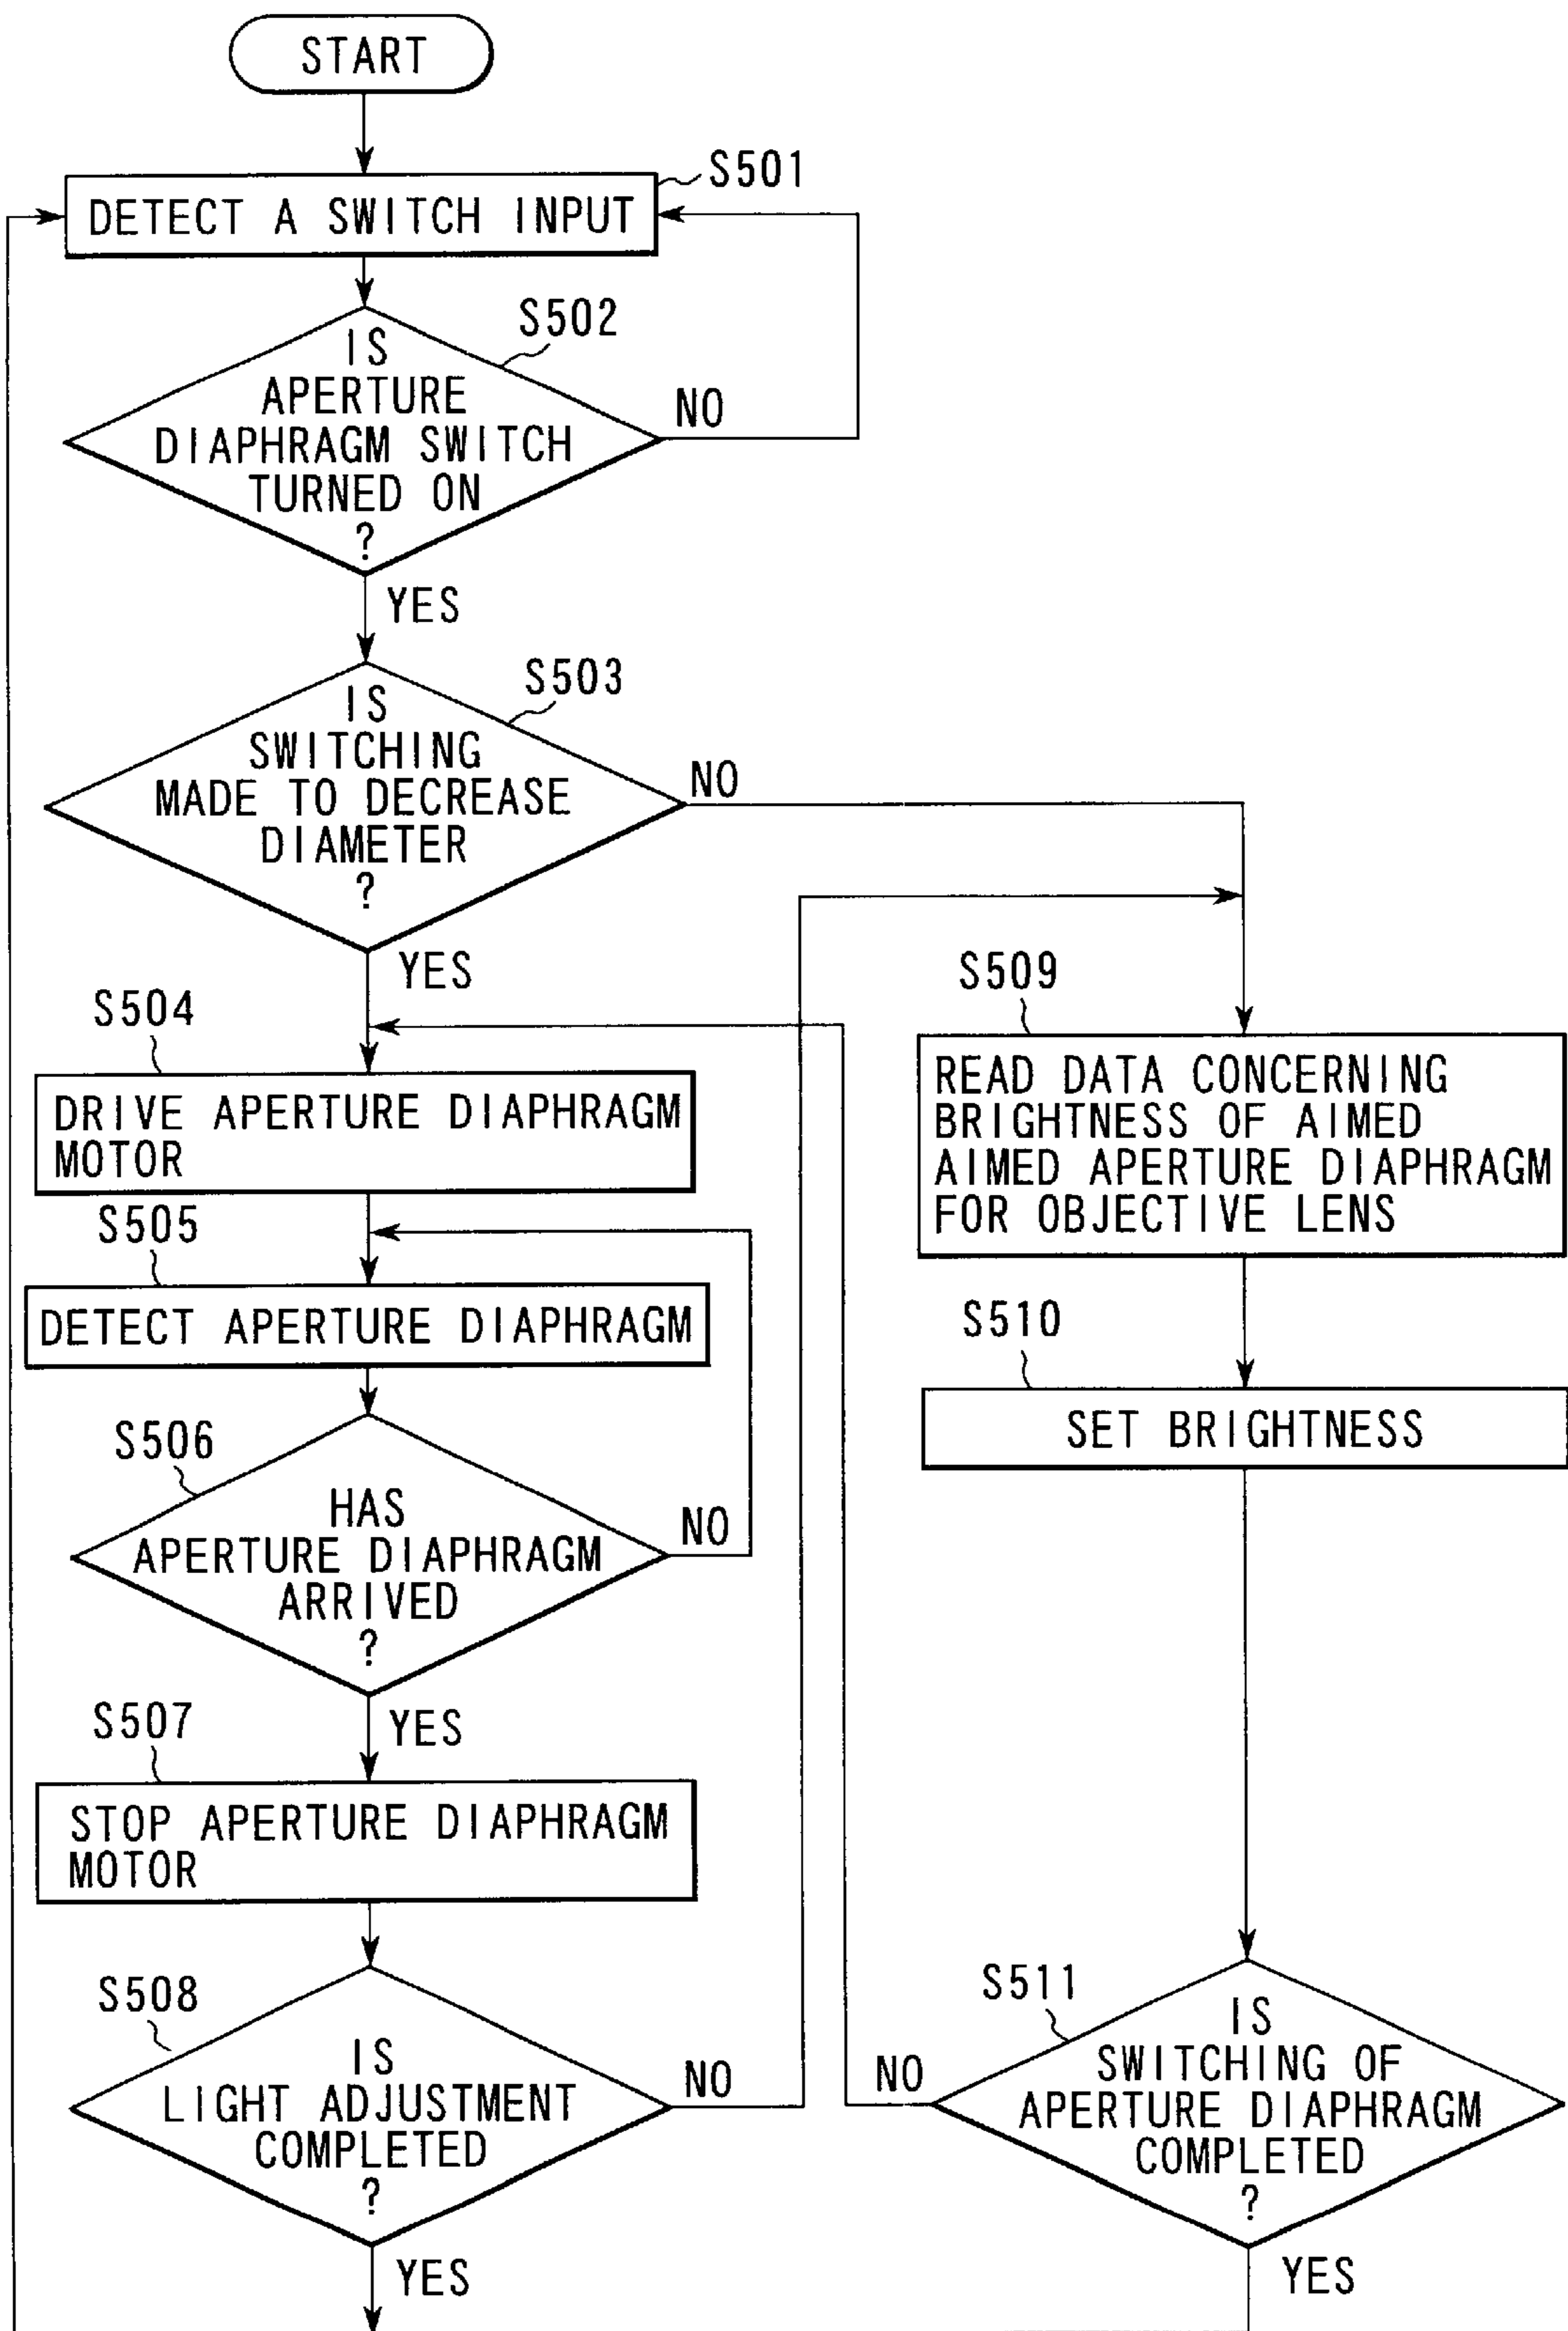 START
S501
DETECT A SWITCH INPUT
S502
IS
APERTURE
DIAPHRAGM SWITCH
TURNED ON
?
NO
YES
S503
IS
SWITCHING
MADE TO DECREASE
DIAMETER
?
NO
YES
S504
DRIVE APERTURE DIAPHRAGM
MOTOR
S505
DETECT APERTURE DIAPHRAGM
S506
HAS
APERTURE DIAPHRAGM
ARRIVED
?
NO
YES
S507
STOP APERTURE DIAPHRAGM
MOTOR
S508
IS
LIGHT ADJUSTMENT
COMPLETED
?
NO
YES
S509
READ DATA CONCERNING
BRIGHTNESS OF AIMED
AIMED APERTURE DIAPHRAGM
FOR OBJECTIVE LENS
S510
SET BRIGHTNESS
S511
IS
SWITCHING OF
APERTURE DIAPHRAGM
COMPLETED
?
NO
YES